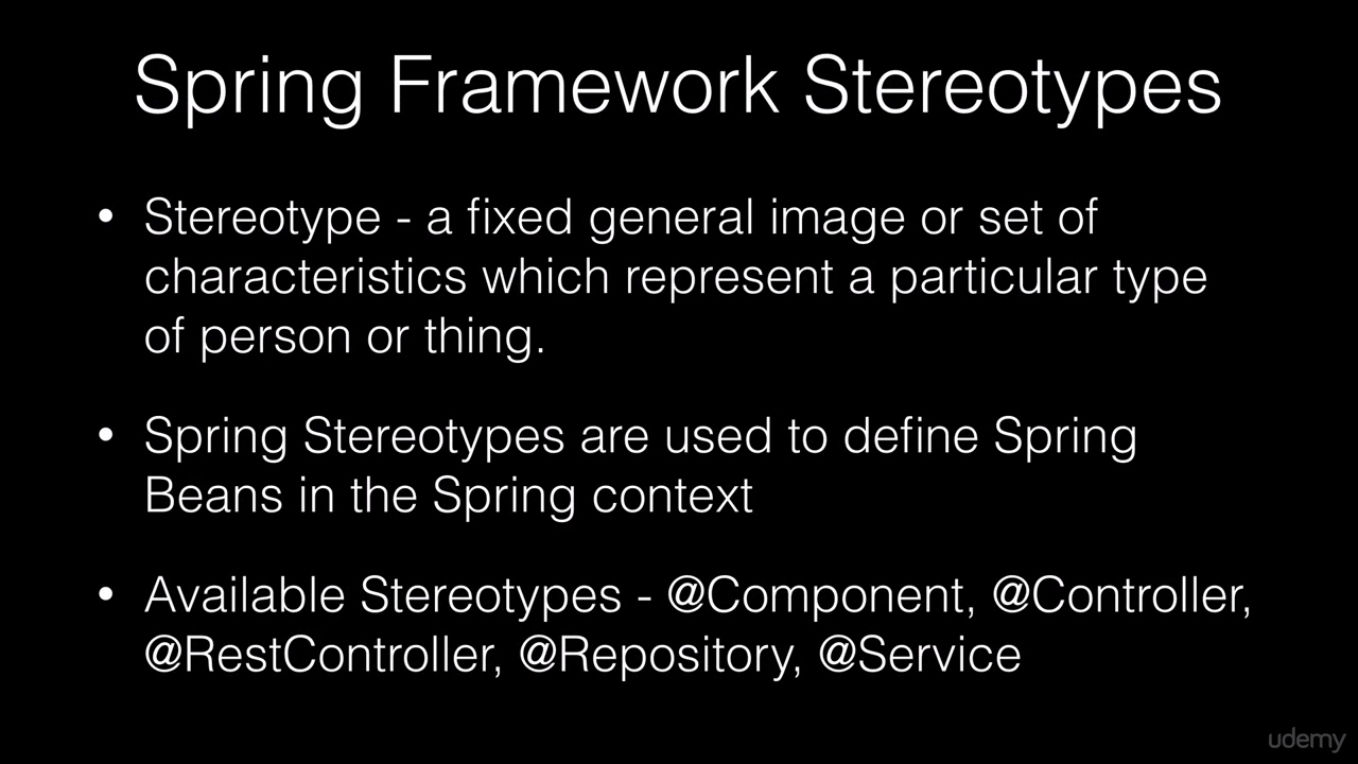 Spring Framework Stereotypes
• Stereotype - a fixed general image or set of
characteristics which represent a particular type
of person or thing.
• Spring Stereotypes are used to define Spring
Beans in the Spring context
• Available Stereotypes - @Component, @Controller,
@RestController, @Repository, @Service
udemy